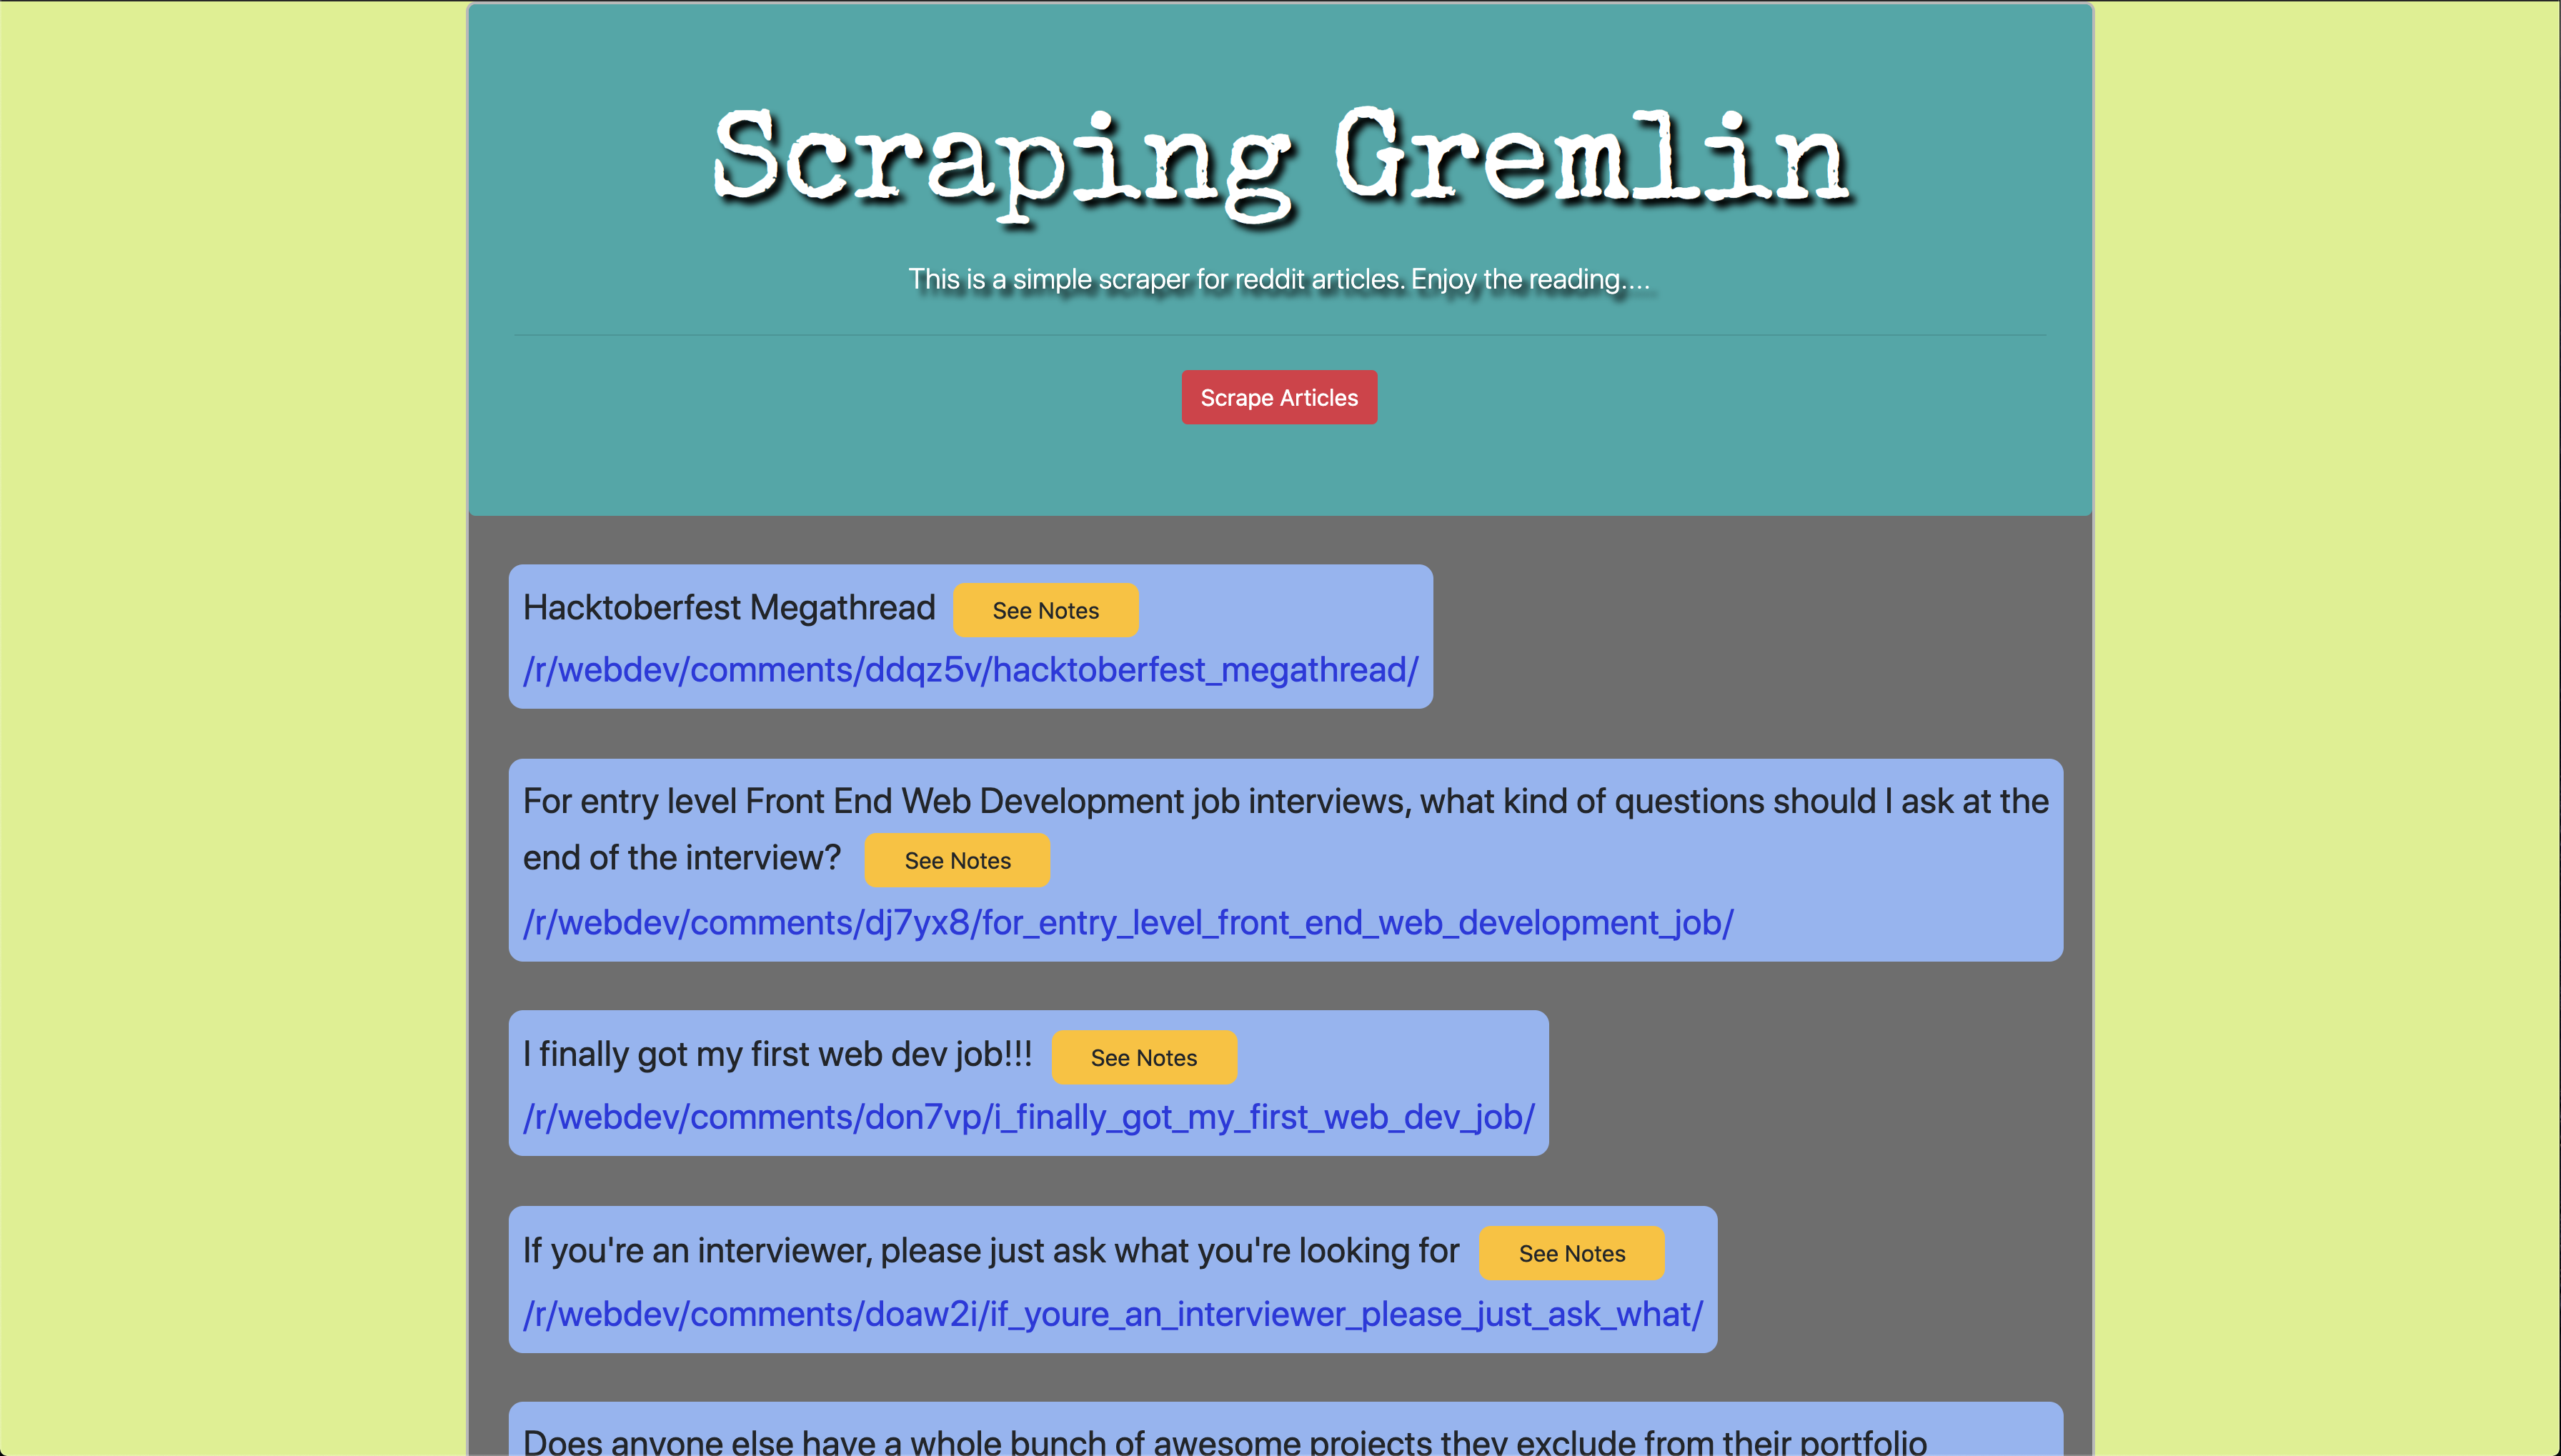 Scraping Gremlin
This is a simple scraper for reddit articles. Enjoy the reading....
Scrape Articles
Hacktoberfest Megathread See Notes
/r/webdev/comments/ddqz5v/hacktoberfest_megathread/
For entry level Front End Web Development job interviews, what kind of questions should I ask at the
end of the interview? See Notes
/r/webdev/comments/dj7yx8/for_entry_level_front_end_web_development_job/
I finally got my first web dev job!!! See Notes
/r/webdev/comments/don7vp/i_finally_got_my_first_web_dev_job/
If you're an interviewer, please just ask what you're looking for See Notes
/r/webdev/comments/doaw2i/if_youre_an_interviewer_please_just_ask_what/
Does anyone else have a whole bunch of awesome projects they exclude from their portfolio